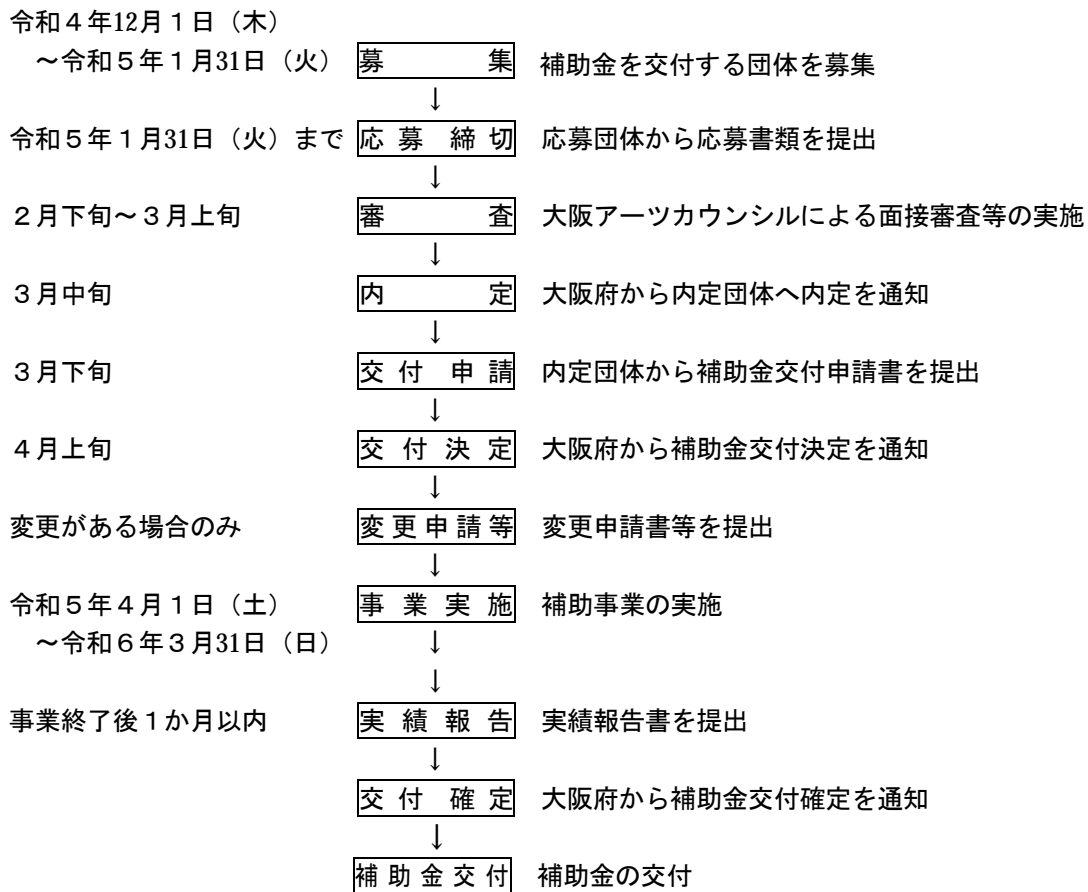 令和４年12月１日（木）
～令和５年１月31日（火） 募集 補助金を交付する団体を募集
↓
令和５年１月31日（火）まで 応募締切 応募団体から応募書類を提出
↓
２月下旬～３月上旬 審査 大阪アーツカウンシルによる面接審査等の実施
↓
３月中旬 内定 大阪府から内定団体へ内定を通知
↓
３月下旬 交付申請 内定団体から補助金交付申請書を提出
↓
４月上旬 交付決定 大阪府から補助金交付決定を通知
↓
変更がある場合のみ 変更申請等 変更申請書等を提出
↓
令和５年４月１日（土） 事業実施 補助事業の実施
～令和６年３月31日（日） ↓
↓
事業終了後１か月以内 実績報告 実績報告書を提出
↓
交付確定 大阪府から補助金交付確定を通知
↓
補助金交付 補助金の交付